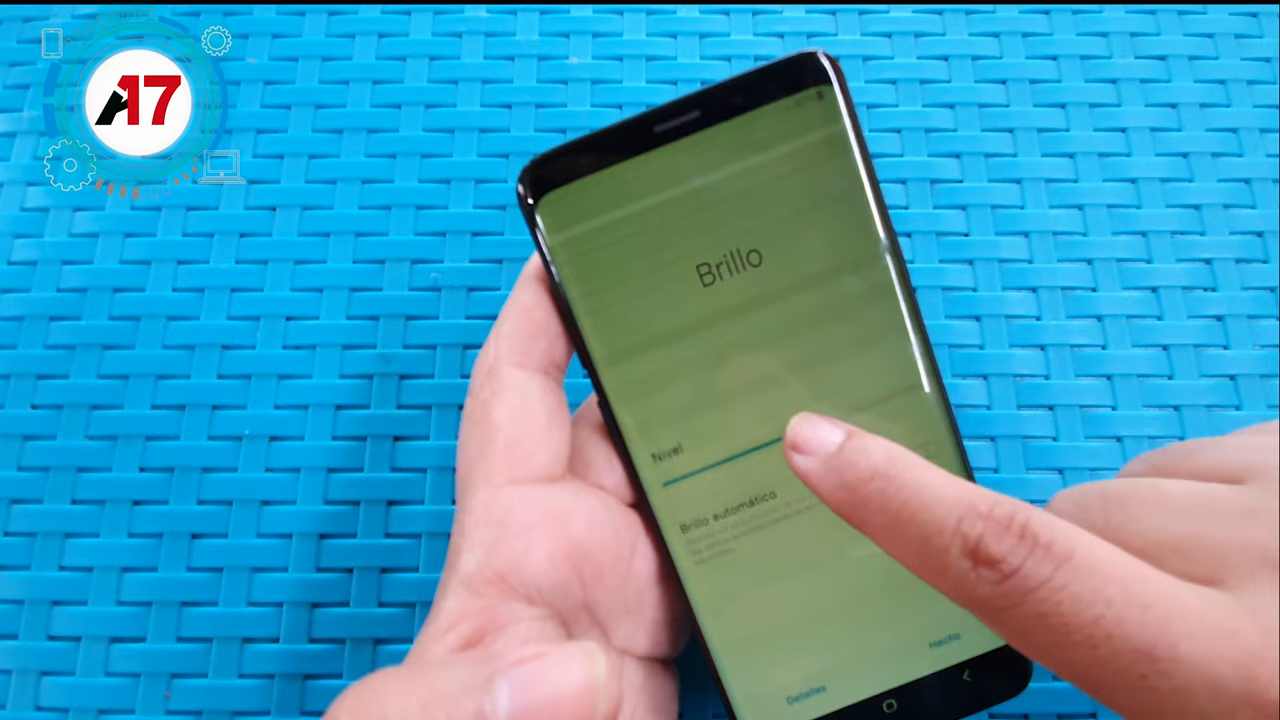 A17
Brillo
Nivel
Brillo automático
Hecho
Detalles